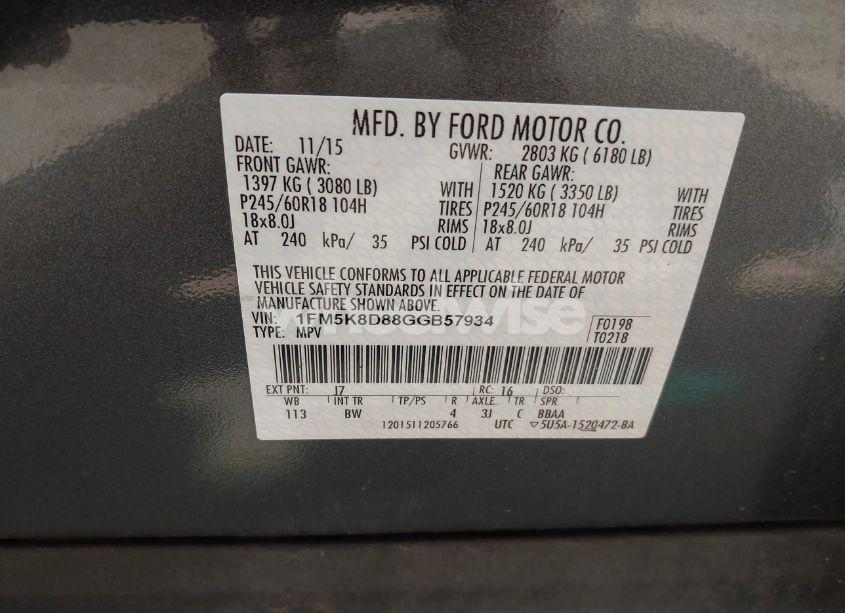 MFD. BY FORD MOTOR CO.
DATE: 11/15 GVWR: 2803 KG ( 6180 LB)
FRONT GAWR: REAR GAWR:
1397 KG ( 3080 LB) WITH 1520 KG ( 3350 LB) WITH
P245/60R18 104H TIRES P245/60R18 104H TIRES
18x8.0J RIMS 18x8.0J RIMS
AT 240 kPa/ 35 PSI COLD AT 240 kPa/ 35 PSI COLD
THIS VEHICLE CONFORMS TO ALL APPLICABLE FEDERAL MOTOR
VEHICLE SAFETY STANDARDS IN EFFECT ON THE DATE OF
MANUFACTURE SHOWN ABOVE.
VIN: 1FM5K8D88GGB57934 F0198
TYPE: MPV T0218
EXT PNT: J7 RC: 16 DSO:
WB INT TR TP/PS R AXLE TR SPR
113 BW 4 3J C BBAA
1201511205766 UTC ▽5U5A-1520472-BA